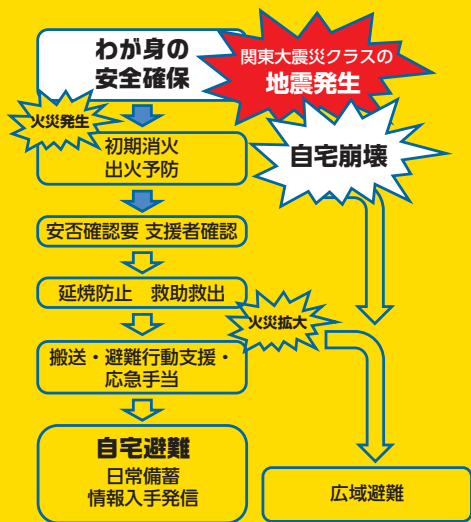 わが身の
安全確保
関東大震災クラスの
地震発生
火災発生
初期消火
出火予防
自宅崩壊
安否確認要 支援者確認
延焼防止 救助救出
火災拡大
搬送・避難行動支援・
応急手当
自宅避難
日常備蓄
情報入手発信
広域避難